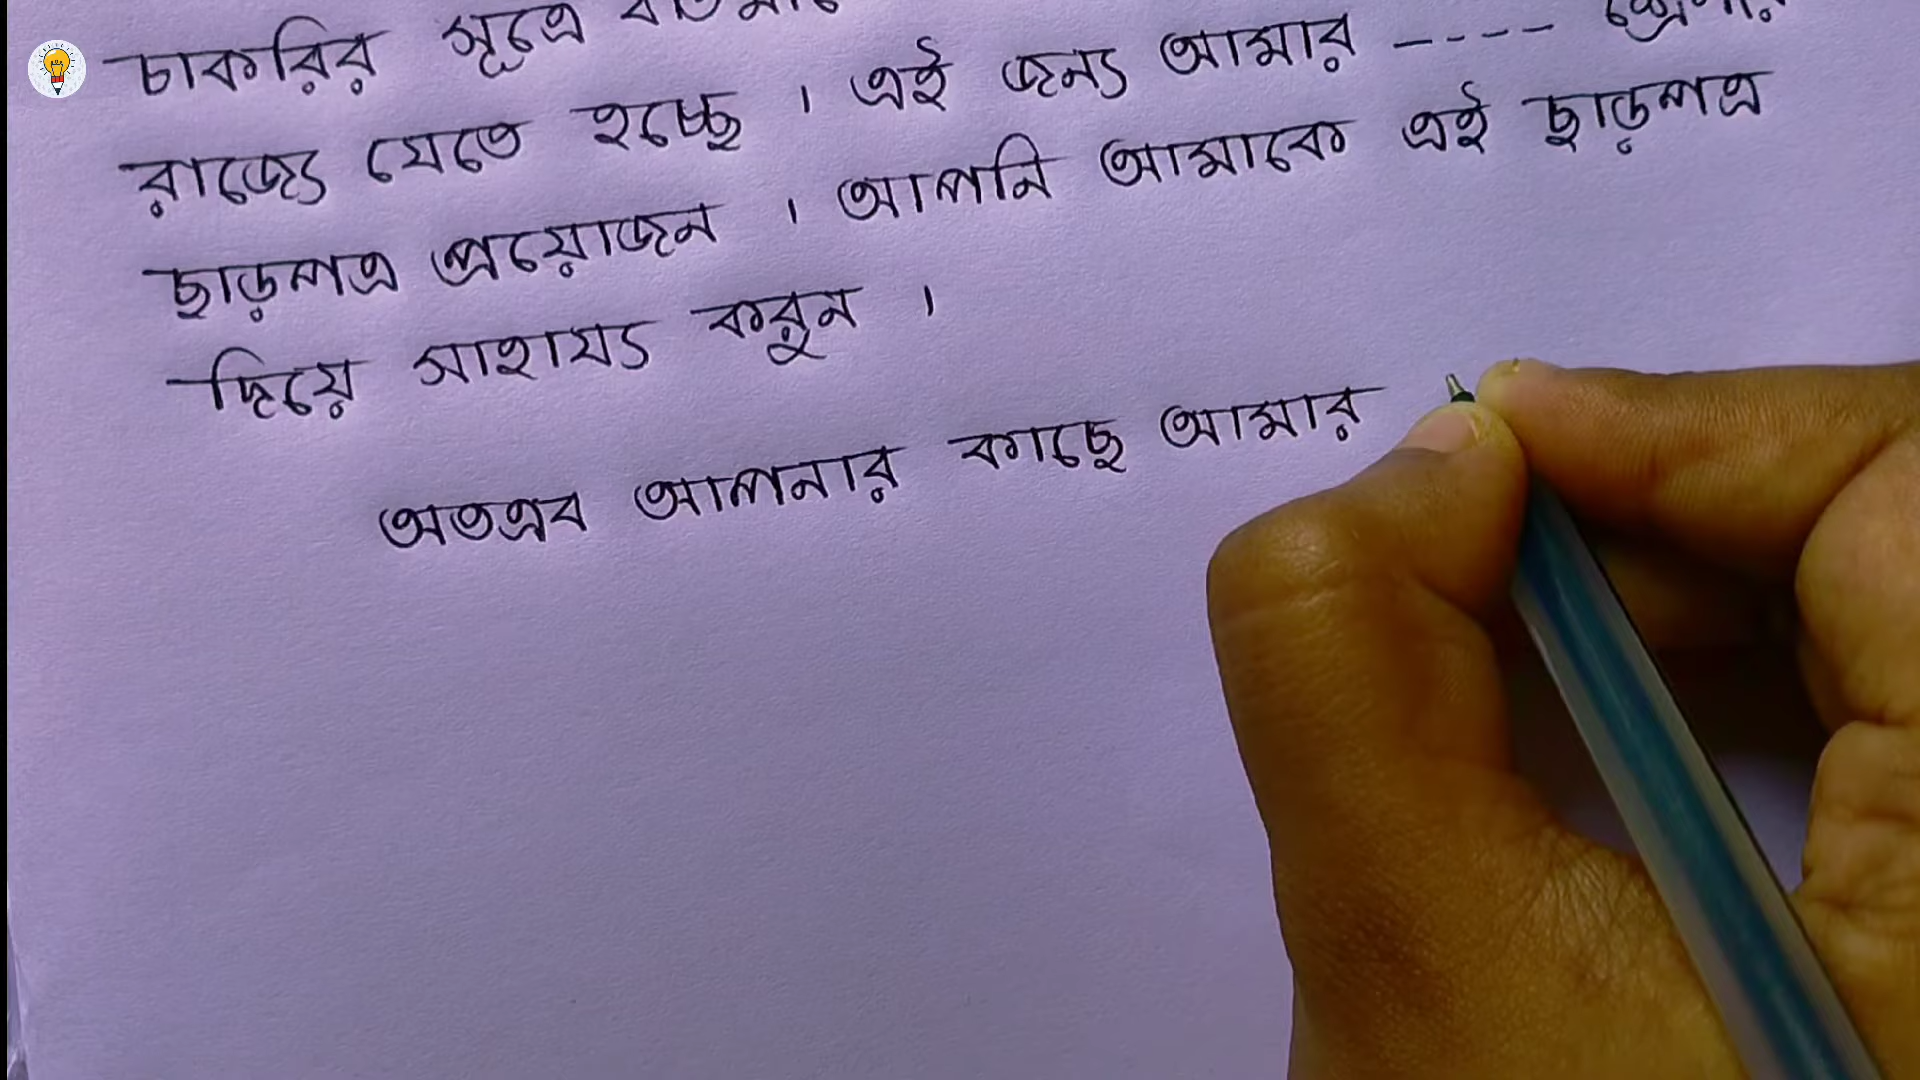 চাকরির সূত্রে
রাজ্যে যেতে হচ্ছে । এই জন্য আমার ---- শ্রেণীর
ছাড়পত্র প্রয়োজন । আপনি আমাকে এই ছাড়পত্র
দিয়ে সাহায্য করুন ।
অতএব আপনার কাছে আমার